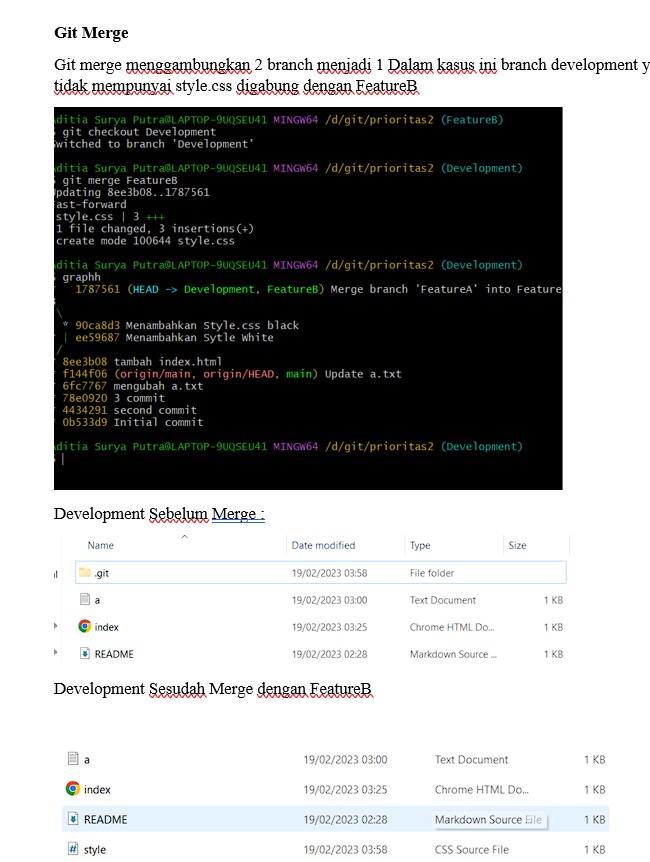 Git Merge
Git merge menggambungkan 2 branch menjadi 1 Dalam kasus ini branch development y
tidak mempunyai style.css digabung dengan FeatureB
ditia Surya Putra@LAPTOP-9UQSEU41 MINGW64 /d/git/prioritas2 (FeatureB)
git checkout Development
witched to branch 'Development'
ditia Surya Putra@LAPTOP-9UQSEU41 MINGW64 /d/git/prioritas2 (Development)
git merge FeatureB
pdating 8ee3b08..1787561
ast-forward
style.css | 3 +++
1 file changed, 3 insertions(+)
create mode 100644 style.css
ditia Surya Putra@LAPTOP-9UQSEU41 MINGW64 /d/git/prioritas2 (Development)
graphh
1787561 (HEAD -> Development, FeatureB) Merge branch 'FeatureA' into Feature
\
* 90ca8d3 Menambahkan Style.css black
| ee59687 Menambahkan Sytle White
/
8ee3b08 tambah index.html
f144f06 (origin/main, origin/HEAD, main) Update a.txt
6fc7767 mengubah a.txt
78e0920 3 commit
4434291 second commit
0b533d9 Initial commit
ditia Surya Putra@LAPTOP-9UQSEU41 MINGW64 /d/git/prioritas2 (Development)
Development Sebelum Merge :
Name Date modified Type Size
.git 19/02/2023 03:58 File folder
a 19/02/2023 03:00 Text Document 1 KB
index 19/02/2023 03:25 Chrome HTML Do... 1 KB
README 19/02/2023 02:28 Markdown Source ... 1 KB
Development Sesudah Merge dengan FeatureB
a 19/02/2023 03:00 Text Document 1 KB
index 19/02/2023 03:25 Chrome HTML Do... 1 KB
README 19/02/2023 02:28 Markdown Source File 1 KB
style 19/02/2023 03:58 CSS Source File 1 KB